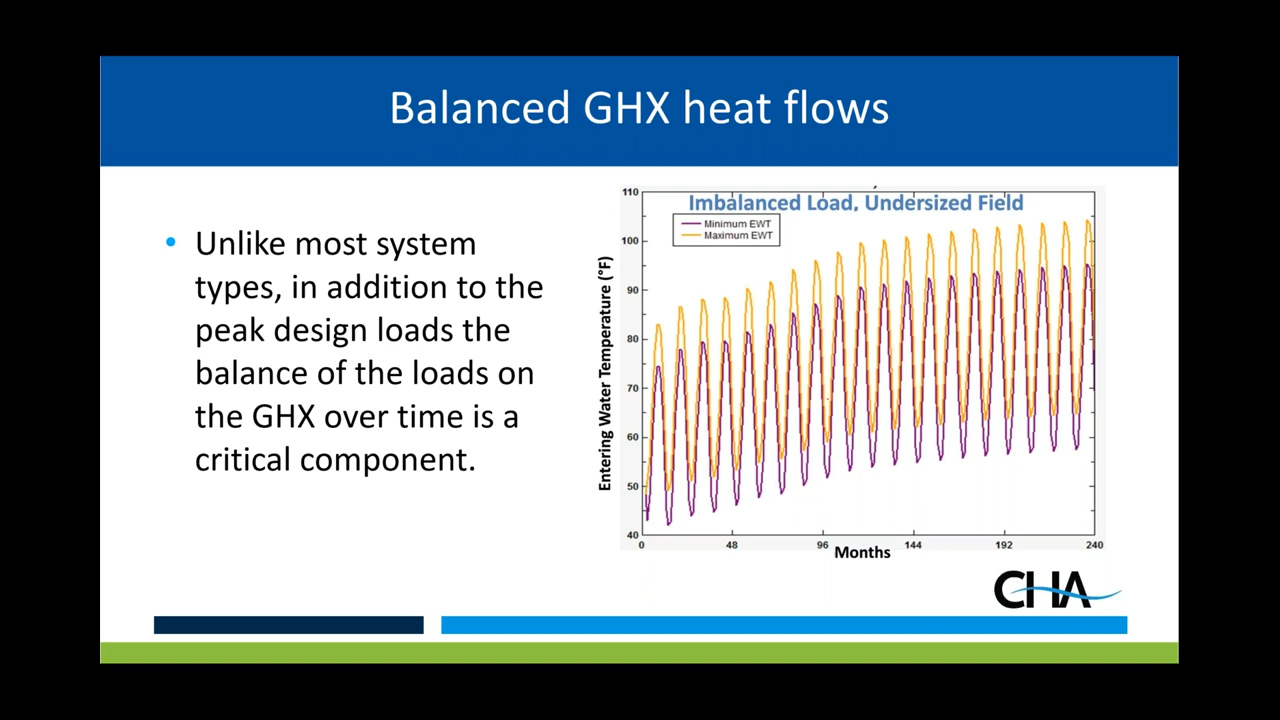 Balanced GHX heat flows
• Unlike most system
types, in addition to the
peak design loads the
balance of the loads on
the GHX over time is a
critical component.
Imbalanced Load, Undersized Field
Minimum EWT
Maximum EWT
Entering Water Temperature (°F)
110
100
90
80
70
60
50
40
0 48 96 144 192 240
Months
CHA